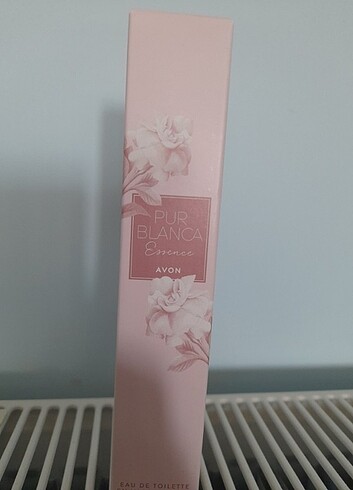 PUR
BLANCA
Essence
AVON
EAU DE TOILETTE